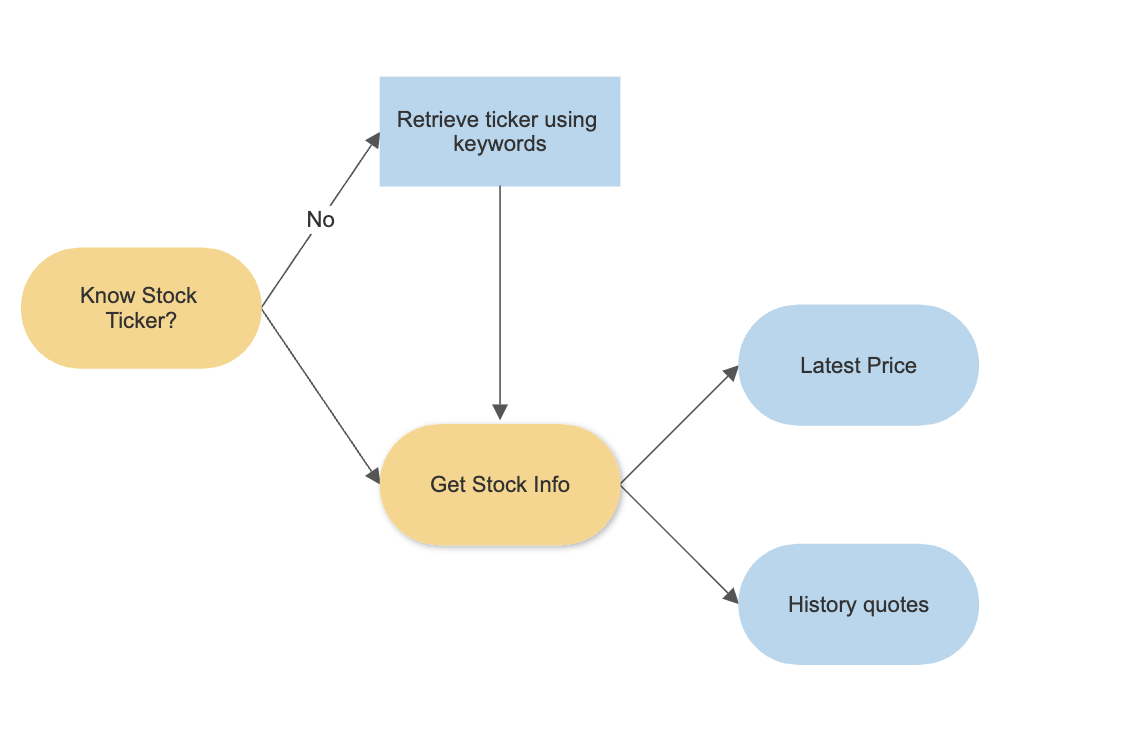 Retrieve ticker using
keywords
No
Know Stock
Ticker?
Latest Price
Get Stock Info
History quotes